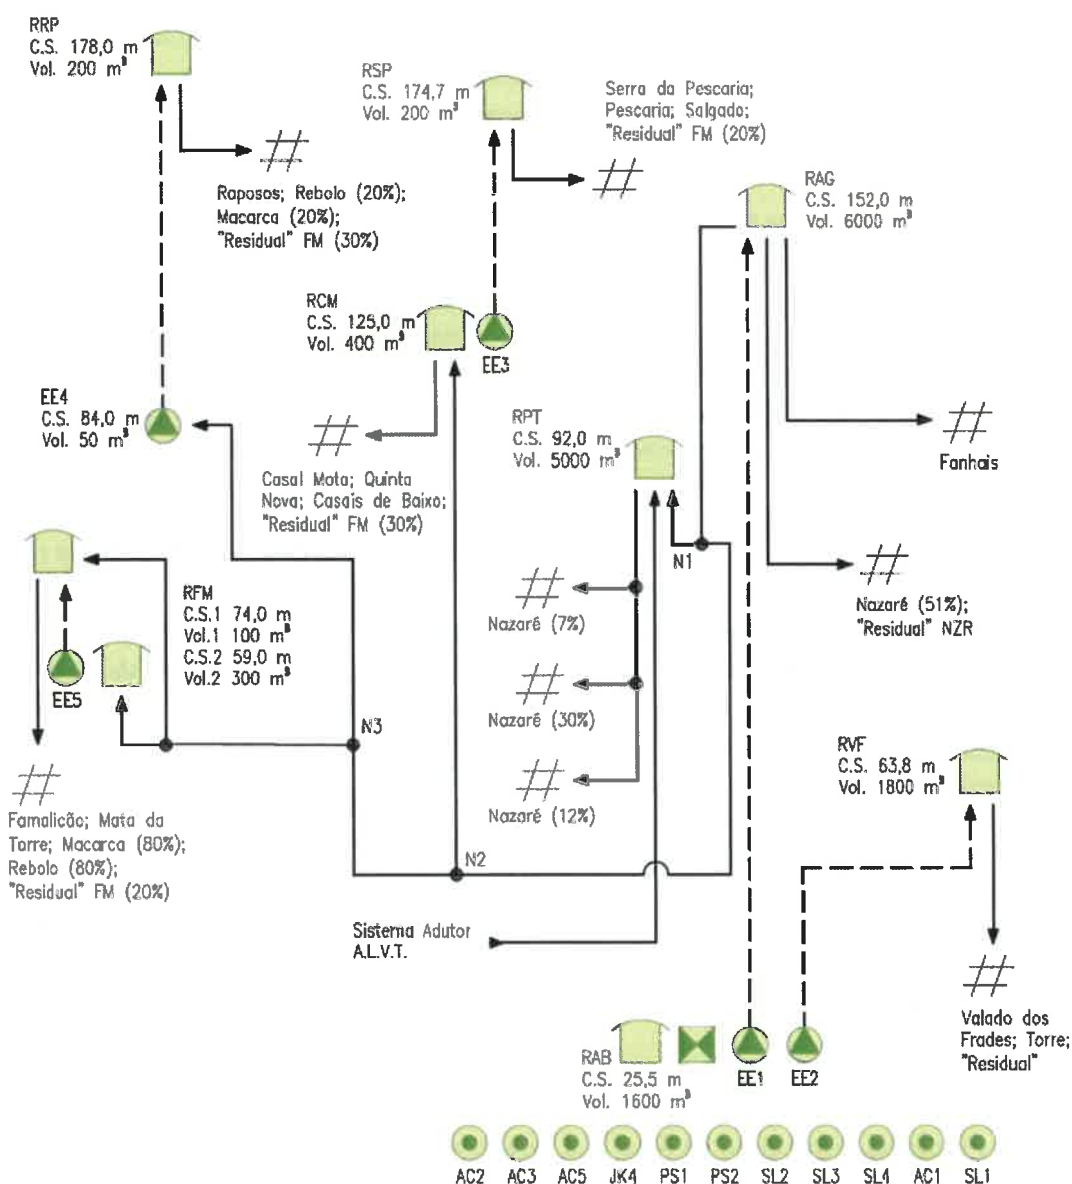 RRP
C.S. 178,0 m
Vol. 200 m³
Raposos; Rebolo (20%);
Macarca (20%);
"Residual" FM (30%)
RSP
C.S. 174,7 m
Vol. 200 m³
Serra da Pescaria;
Pescaria; Salgado;
"Residual" FM (20%)
RAG
C.S. 152,0 m
Vol. 6000 m³
RCM
C.S. 125,0 m
Vol. 400 m³
EE3
EE4
C.S. 84,0 m
Vol. 50 m³
Casal Mota; Quinta
Nova; Casais de Baixo;
"Residual" FM (30%)
RPT
C.S. 92,0 m
Vol. 5000 m³
Fanhais
N1
Nazaré (51%);
"Residual" NZR
RFM
C.S.1 74,0 m
Vol.1 100 m³
C.S.2 59,0 m
Vol.2 300 m³
EE5
Nazaré (7%)
Nazaré (30%)
Nazaré (12%)
N3
RVF
C.S. 63,8 m
Vol. 1800 m³
Famalicão; Mata da
Torre; Macarca (80%);
Rebolo (80%);
"Residual" FM (20%)
N2
Sistema Adutor
A.L.V.T.
Valado dos
Frades; Torre;
"Residual"
RAB
C.S. 25,5 m
Vol. 1600 m³
EE1
EE2
AC2 AC3 AC5 JK4 PS1 PS2 SL2 SL3 SL4 AC1 SL1